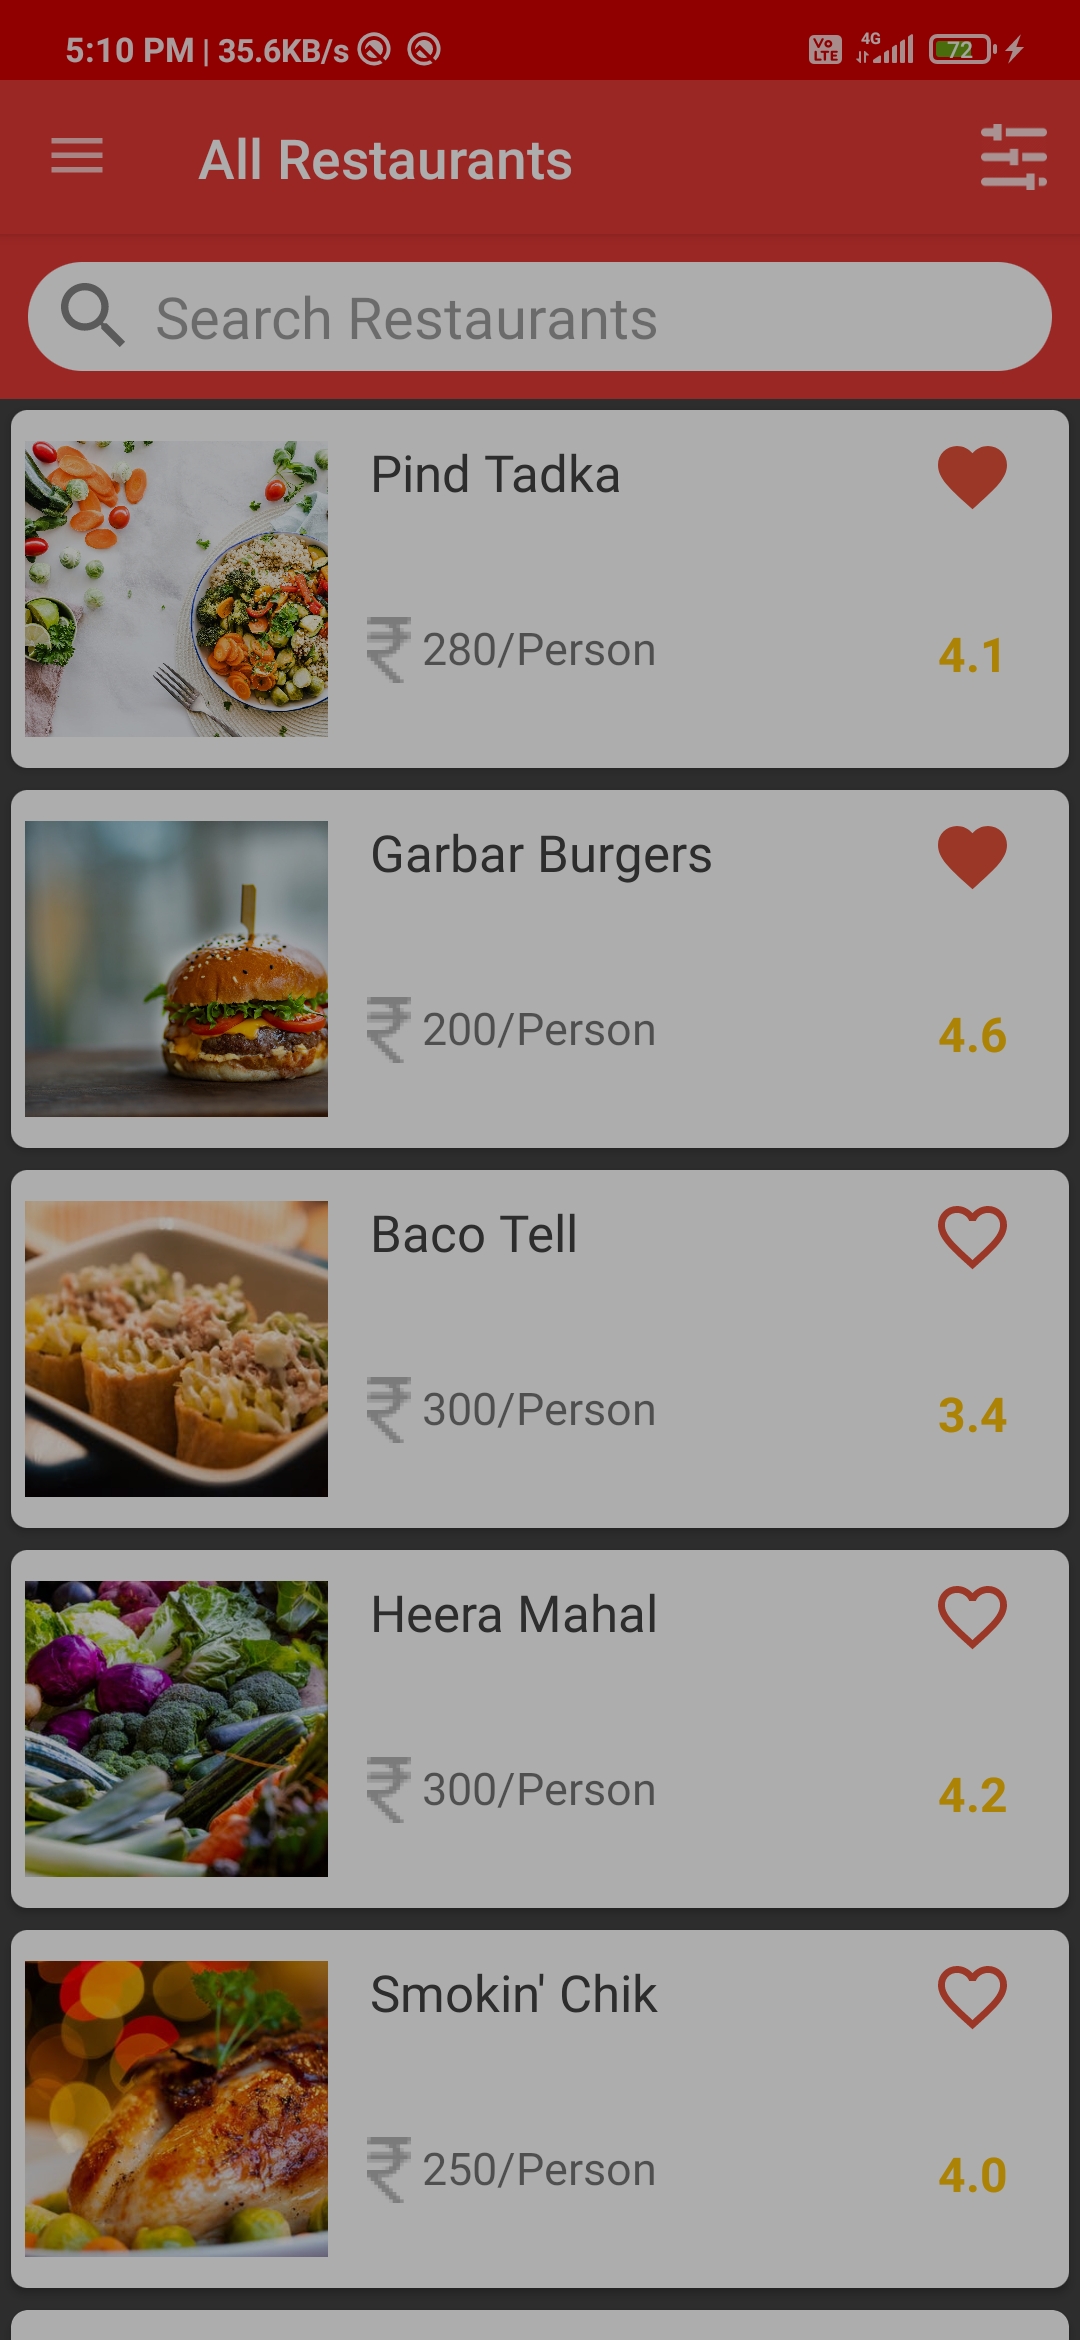 5:10 PM | 35.6KB/s
Vo LTE 4G 72
All Restaurants
Search Restaurants
Pind Tadka
₹ 280/Person 4.1
Garbar Burgers
₹ 200/Person 4.6
Baco Tell
₹ 300/Person 3.4
Heera Mahal
₹ 300/Person 4.2
Smokin' Chik
₹ 250/Person 4.0